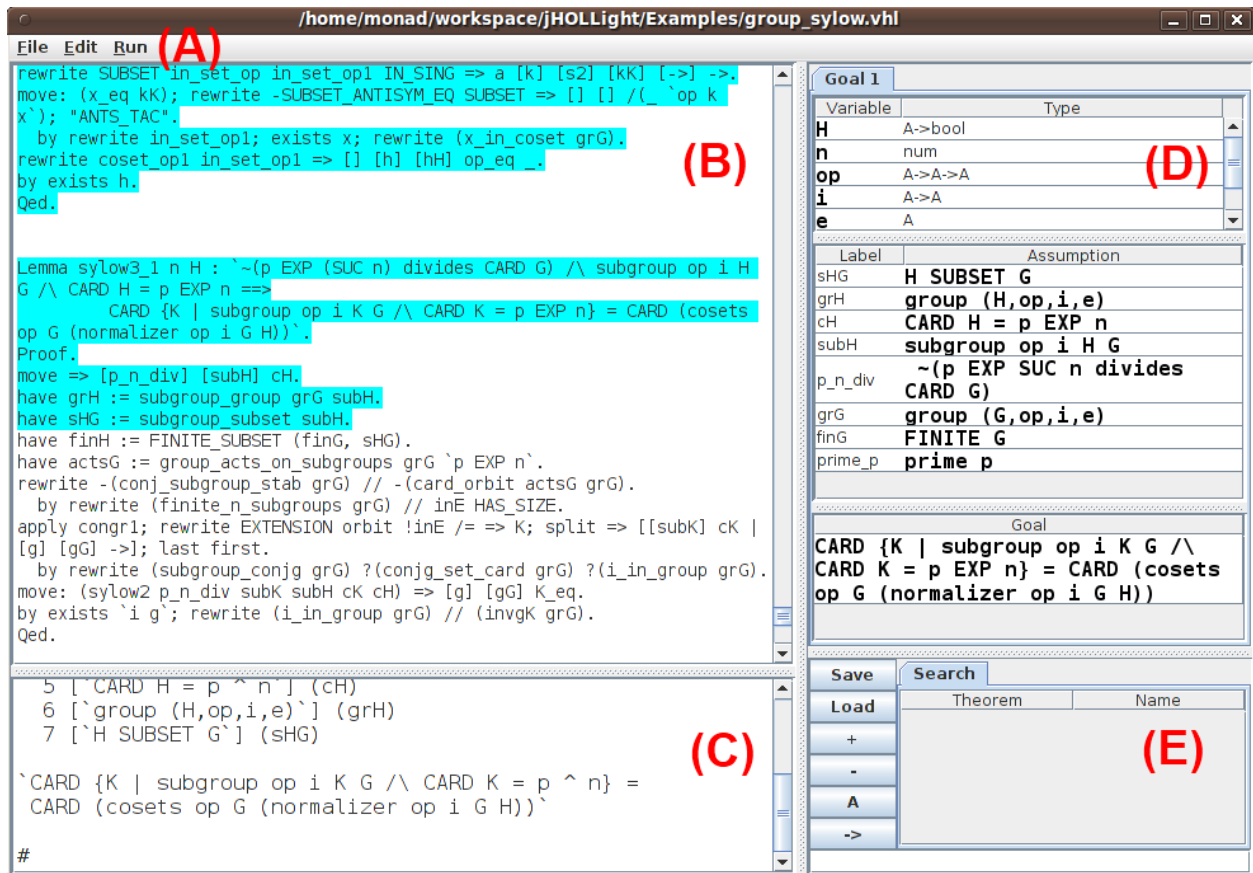 /home/monad/workspace/jHOLLight/Examples/group_sylow.vhl
File Edit Run
(A)
rewrite SUBSET in_set_op in_set_op1 IN_SING => a [k] [s2] [kK] [->] ->.
move: (x_eq kK); rewrite -SUBSET_ANTISYM_EQ SUBSET => [] [] /(_ `op k
x`); "ANTS_TAC".
  by rewrite in_set_op1; exists x; rewrite (x_in_coset grG).
rewrite coset_op1 in_set_op1 => [] [h] [hH] op_eq _.
by exists h.
Qed.
(B)
Lemma sylow3_1 n H : `~(p EXP (SUC n) divides CARD G) /\ subgroup op i H
G /\ CARD H = p EXP n ==>
        CARD {K | subgroup op i K G /\ CARD K = p EXP n} = CARD (cosets
op G (normalizer op i G H))`.
Proof.
move => [p_n_div] [subH] cH.
have grH := subgroup_group grG subH.
have sHG := subgroup_subset subH.
have finH := FINITE_SUBSET (finG, sHG).
have actsG := group_acts_on_subgroups grG `p EXP n`.
rewrite -(conj_subgroup_stab grG) // -(card_orbit actsG grG).
  by rewrite (finite_n_subgroups grG) // inE HAS_SIZE.
apply congr1; rewrite EXTENSION orbit !inE /= => K; split => [[subK] cK |
[g] [gG] ->]; last first.
  by rewrite (subgroup_conjg grG) ?(conjg_set_card grG) ?(i_in_group grG).
move: (sylow2 p_n_div subK subH cK cH) => [g] [gG] K_eq.
by exists `i g`; rewrite (i_in_group grG) // (invgK grG).
Qed.
5 [`CARD H = p ^ n`] (cH)
6 [`group (H,op,i,e)`] (grH)
7 [`H SUBSET G`] (sHG)
(C)
`CARD {K | subgroup op i K G /\ CARD K = p ^ n} =
 CARD (cosets op G (normalizer op i G H))`
#
Goal 1
Variable Type
H A->bool
n num
op A->A->A
i A->A
e A
(D)
Label Assumption
sHG H SUBSET G
grH group (H,op,i,e)
cH CARD H = p EXP n
subH subgroup op i H G
p_n_div ~(p EXP SUC n divides
CARD G)
grG group (G,op,i,e)
finG FINITE G
prime_p prime p
Goal
CARD {K | subgroup op i K G /\
CARD K = p EXP n} = CARD (cosets
op G (normalizer op i G H))
Save
Load
+
-
A
->
Search
Theorem Name
(E)